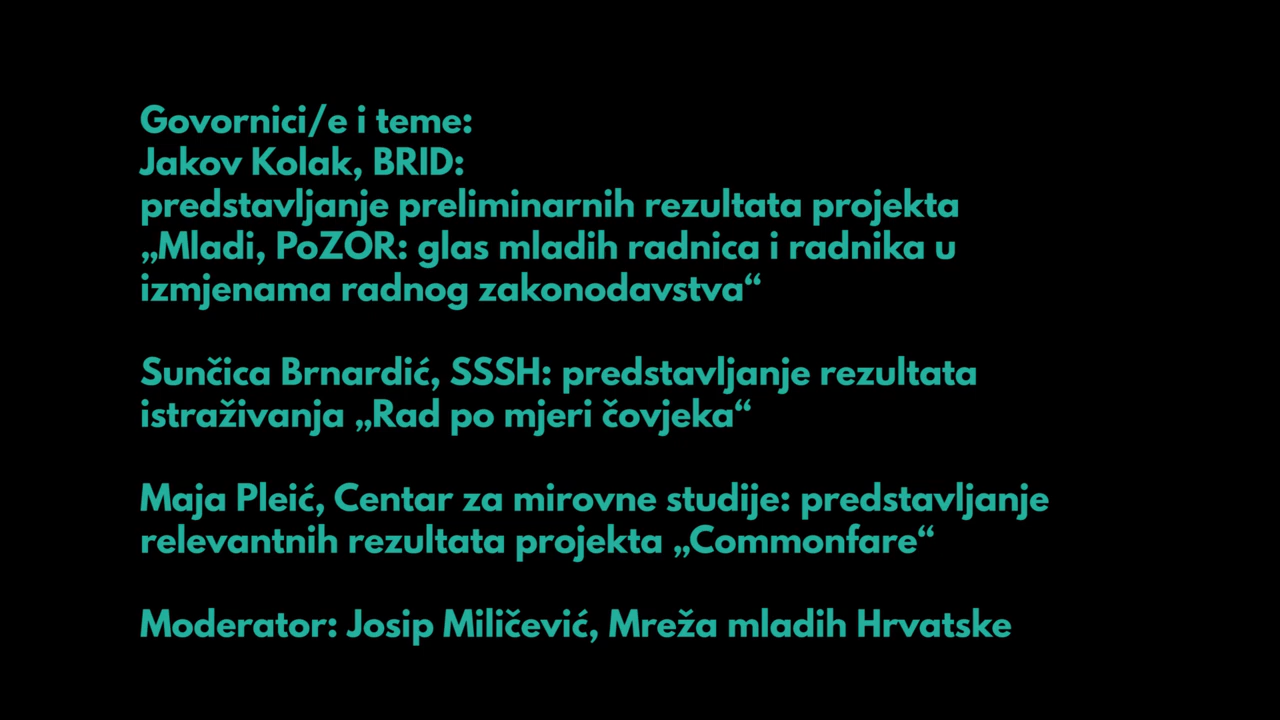 Govornici/e i teme:
Jakov Kolak, BRID:
predstavljanje preliminarnih rezultata projekta
„Mladi, PoZOR: glas mladih radnica i radnika u
izmjenama radnog zakonodavstva“
Sunčica Brnardić, SSSH: predstavljanje rezultata
istraživanja „Rad po mjeri čovjeka“
Maja Pleić, Centar za mirovne studije: predstavljanje
relevantnih rezultata projekta „Commonfare“
Moderator: Josip Miličević, Mreža mladih Hrvatske